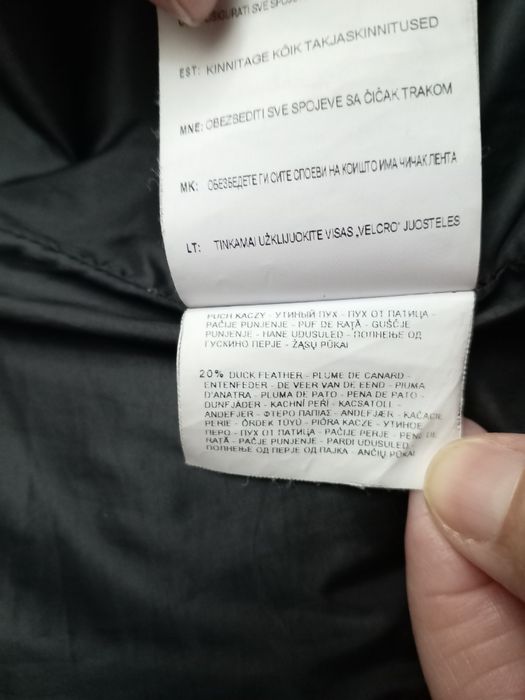 OSIGURATI SVE SPOJ
EST: KINNITAGE KÕIK TAKJASKINNITUSED
MNE: OBEZBEDITI SVE SPOJEVE SA ČIČAK TRAKOM
MK: ОБЕЗБЕДЕТЕ ГИ СИТЕ СПОЕВИ НА КОИШТО ИМА ЧИЧАК ЛЕНТА
LT: TINKAMAI UŽKLIJUOKITE VISAS „VELCRO" JUOSTELES
PUCH KACZY - УТИНЫЙ ПУХ - ПУХ ОТ ПАТИЦА -
PAČIJE PUNJENJE - PUF DE RAŢĂ - GUŠČJE
PUNJENJE - HANE UDUSULED - ПОЛНЕЊЕ ОД
ГУСКИНО ПЕРЈЕ - ŽĄSŲ PŪKAI
20% DUCK FEATHER - PLUME DE CANARD -
ENTENFEDER - DE VEER VAN DE EEND - PIUMA
D'ANATRA - PLUMA DE PATO - PENA DE PATO -
DUNFJÄDER - KACHNÍ PEŘÍ - KACSATOLL -
ANDEFJER - ΦΤΕΡΟ ΠΑΠΙΑΣ - ANDEFJÆR - KAČACIE
PERIE - ÖRDEK TÜYÜ - PIÓRA KACZE - УТИНОЕ
ПЕРО - ПУХ ОТ ПАТИЦА - PAČJE PERJE - PENE DE
RAŢĂ - PAČJE PUNJENJE - PARDI UDUSULED -
ПОЛНЕЊЕ ОД ПЕРЈЕ ОД ПАЈКА - ANČIŲ PŪKAI